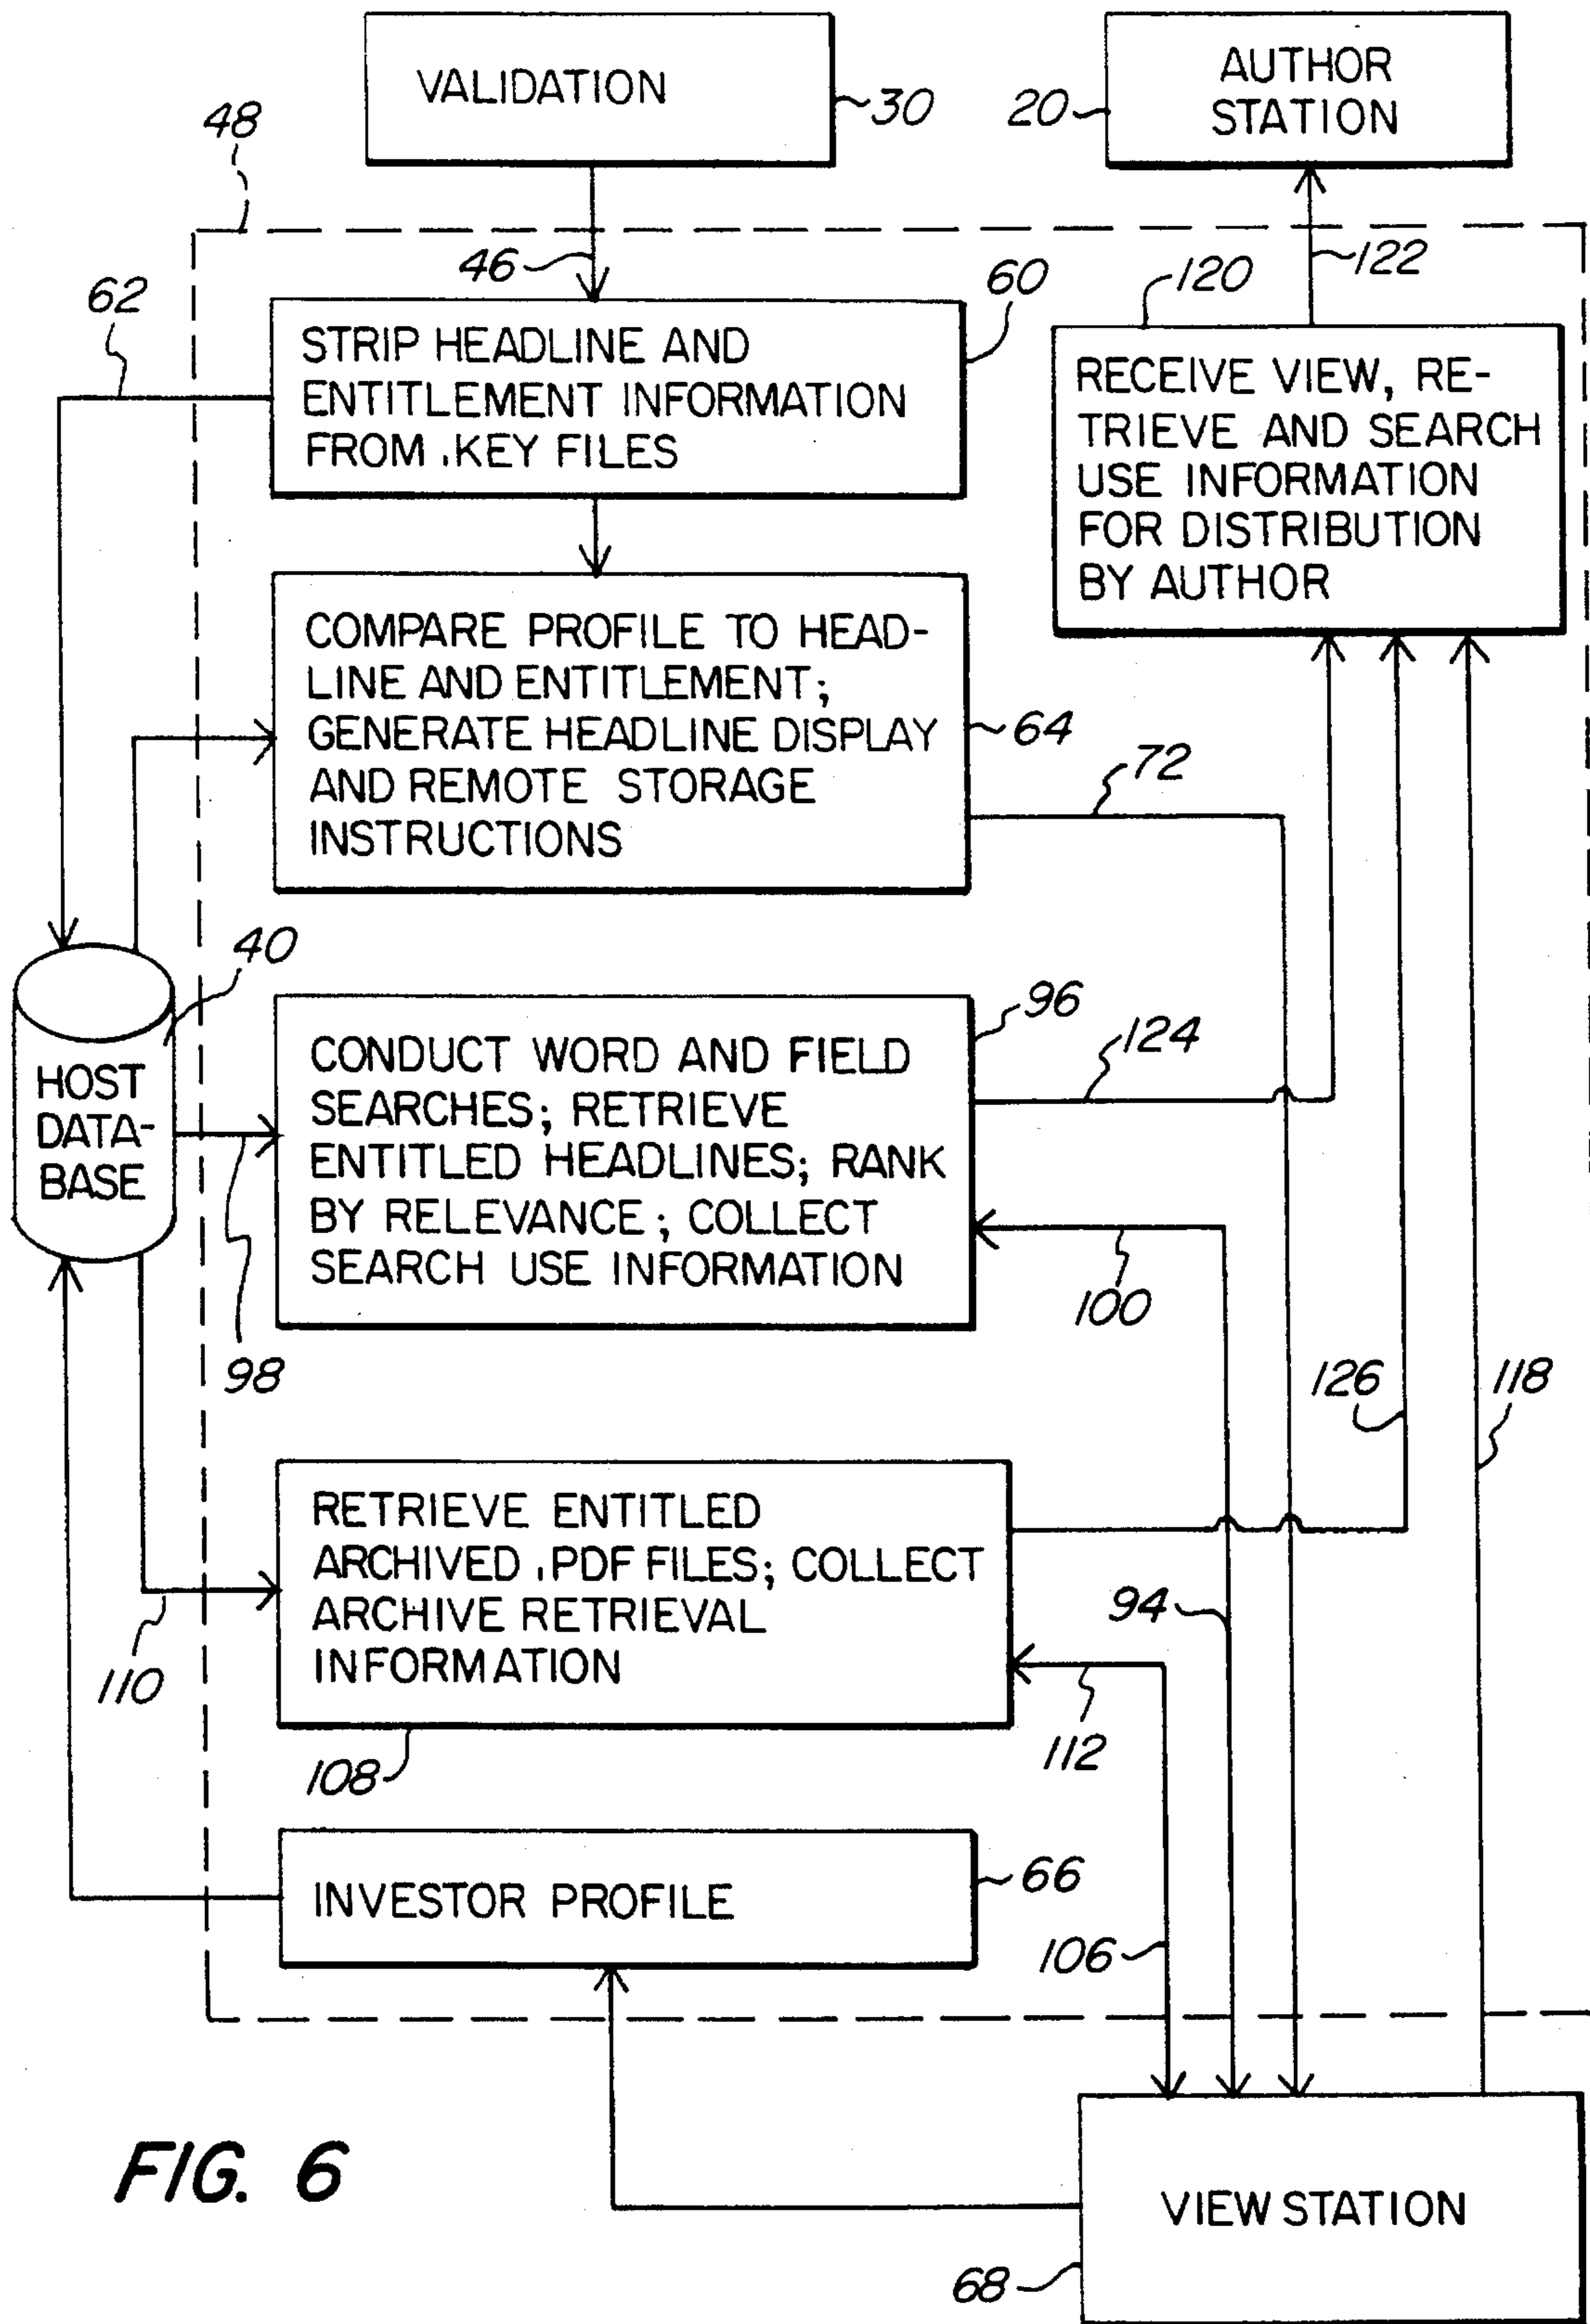 VALIDATION
30
20
AUTHOR
STATION
48
46
122
62
60
120
STRIP HEADLINE AND
ENTITLEMENT INFORMATION
FROM .KEY FILES
RECEIVE VIEW, RE-
TRIEVE AND SEARCH
USE INFORMATION
FOR DISTRIBUTION
BY AUTHOR
COMPARE PROFILE TO HEAD-
LINE AND ENTITLEMENT;
GENERATE HEADLINE DISPLAY
AND REMOTE STORAGE
INSTRUCTIONS
64
72
40
HOST
DATA-
BASE
96
124
CONDUCT WORD AND FIELD
SEARCHES; RETRIEVE
ENTITLED HEADLINES; RANK
BY RELEVANCE; COLLECT
SEARCH USE INFORMATION
100
98
126
118
RETRIEVE ENTITLED
ARCHIVED .PDF FILES; COLLECT
ARCHIVE RETRIEVAL
INFORMATION
94
110
112
108
INVESTOR PROFILE
66
106
FIG. 6
VIEW STATION
68